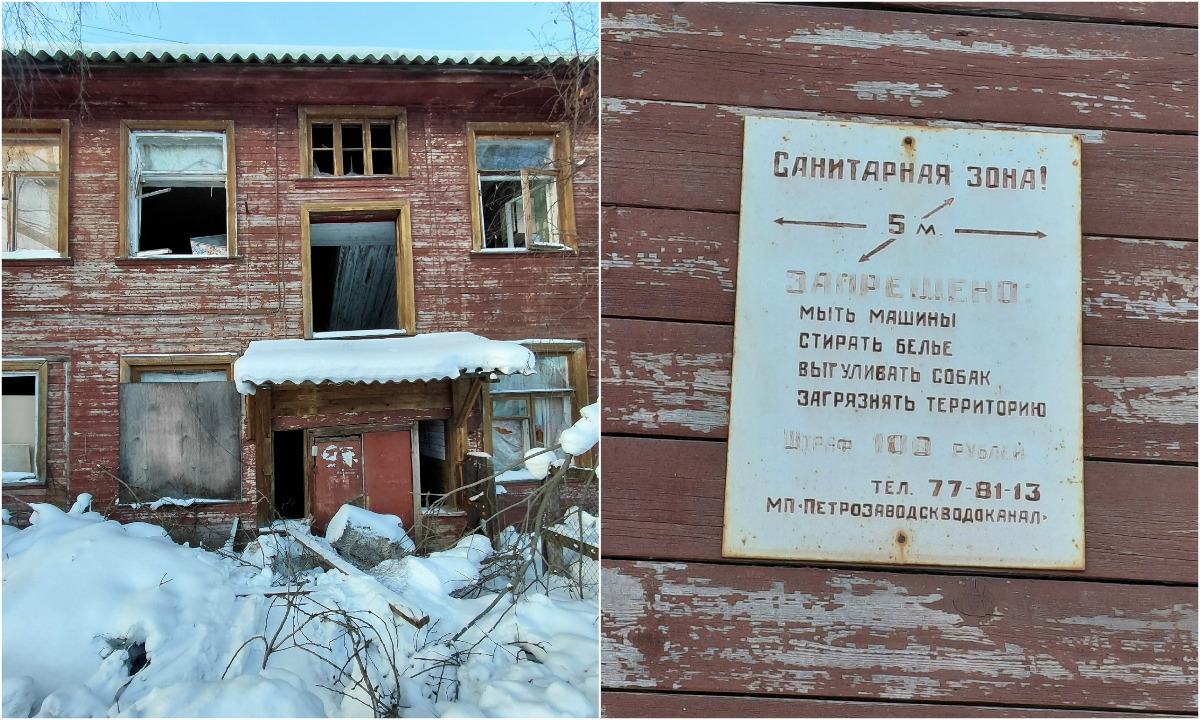 САНИТАРНАЯ ЗОНА!
5 М.
ЗАПРЕЩЕНО:
МЫТЬ МАШИНЫ
СТИРАТЬ БЕЛЬЕ
ВЫГУЛИВАТЬ СОБАК
ЗАГРАЗНЯТЬ ТЕРРИТОРИЮ
ШТРАФ 100 РУБЛЕЙ
ТЕЛ. 77-81-13
МП«ПЕТРОЗАВОДСКВОДОКАНАЛ»